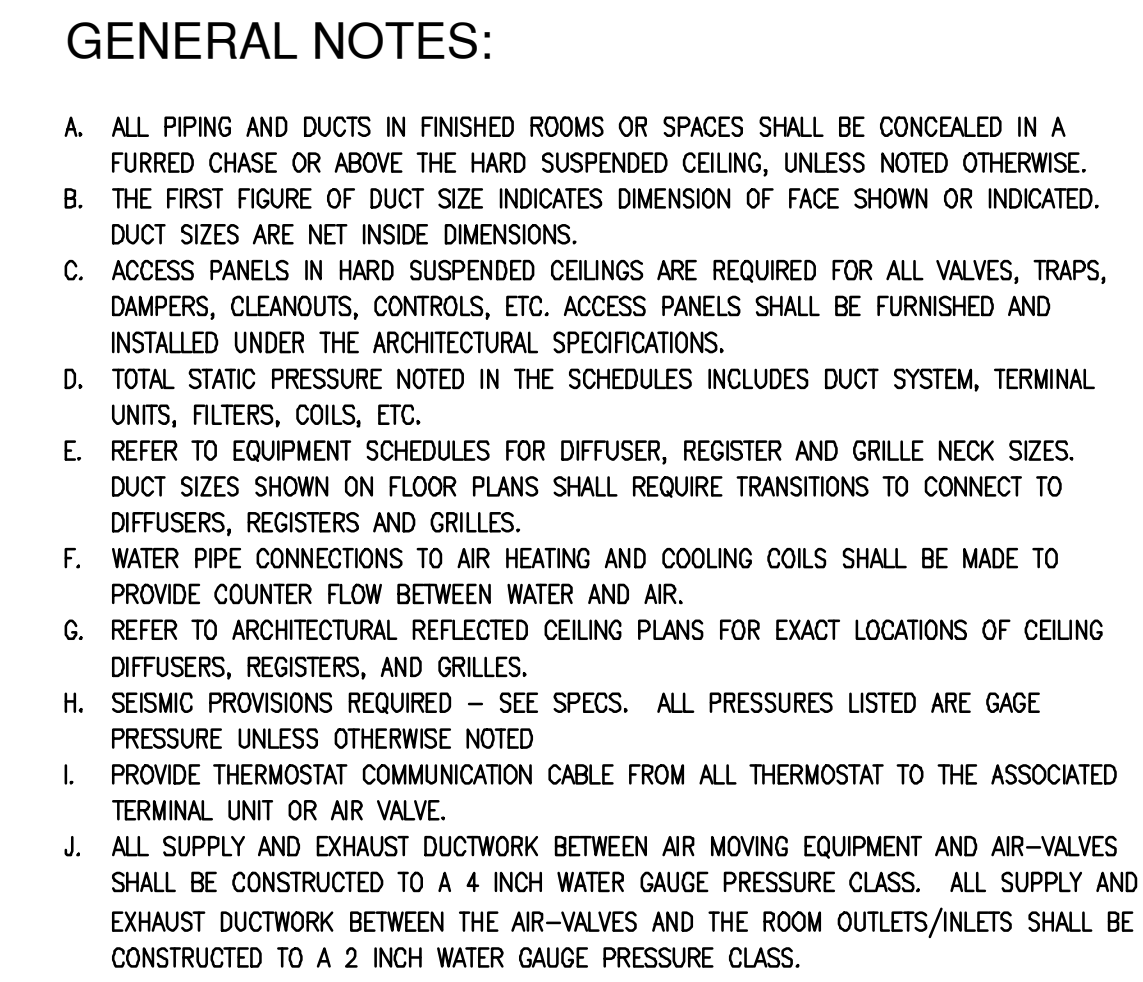 GENERAL NOTES:
A. ALL PIPING AND DUCTS IN FINISHED ROOMS OR SPACES SHALL BE CONCEALED IN A
FURRED CHASE OR ABOVE THE HARD SUSPENDED CEILING, UNLESS NOTED OTHERWISE.
B. THE FIRST FIGURE OF DUCT SIZE INDICATES DIMENSION OF FACE SHOWN OR INDICATED.
DUCT SIZES ARE NET INSIDE DIMENSIONS.
C. ACCESS PANELS IN HARD SUSPENDED CEILINGS ARE REQUIRED FOR ALL VALVES, TRAPS,
DAMPERS, CLEANOUTS, CONTROLS, ETC. ACCESS PANELS SHALL BE FURNISHED AND
INSTALLED UNDER THE ARCHITECTURAL SPECIFICATIONS.
D. TOTAL STATIC PRESSURE NOTED IN THE SCHEDULES INCLUDES DUCT SYSTEM, TERMINAL
UNITS, FILTERS, COILS, ETC.
E. REFER TO EQUIPMENT SCHEDULES FOR DIFFUSER, REGISTER AND GRILLE NECK SIZES.
DUCT SIZES SHOWN ON FLOOR PLANS SHALL REQUIRE TRANSITIONS TO CONNECT TO
DIFFUSERS, REGISTERS AND GRILLES.
F. WATER PIPE CONNECTIONS TO AIR HEATING AND COOLING COILS SHALL BE MADE TO
PROVIDE COUNTER FLOW BETWEEN WATER AND AIR.
G. REFER TO ARCHITECTURAL REFLECTED CEILING PLANS FOR EXACT LOCATIONS OF CEILING
DIFFUSERS, REGISTERS, AND GRILLES.
H. SEISMIC PROVISIONS REQUIRED – SEE SPECS. ALL PRESSURES LISTED ARE GAGE
PRESSURE UNLESS OTHERWISE NOTED
I. PROVIDE THERMOSTAT COMMUNICATION CABLE FROM ALL THERMOSTAT TO THE ASSOCIATED
TERMINAL UNIT OR AIR VALVE.
J. ALL SUPPLY AND EXHAUST DUCTWORK BETWEEN AIR MOVING EQUIPMENT AND AIR–VALVES
SHALL BE CONSTRUCTED TO A 4 INCH WATER GAUGE PRESSURE CLASS. ALL SUPPLY AND
EXHAUST DUCTWORK BETWEEN THE AIR–VALVES AND THE ROOM OUTLETS/INLETS SHALL BE
CONSTRUCTED TO A 2 INCH WATER GAUGE PRESSURE CLASS.